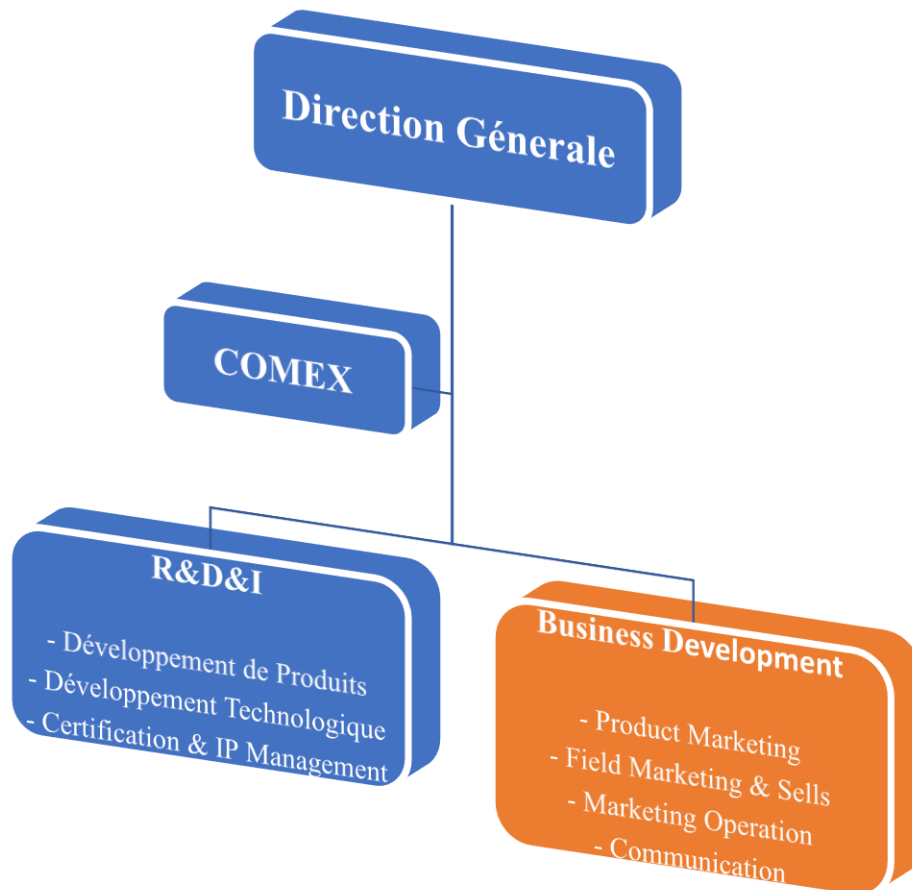 Direction Génerale
COMEX
R&D&I
- Développement de Produits
- Développement Technologique
- Certification & IP Management
Business Development
- Product Marketing
- Field Marketing & Sells
- Marketing Operation
- Communication